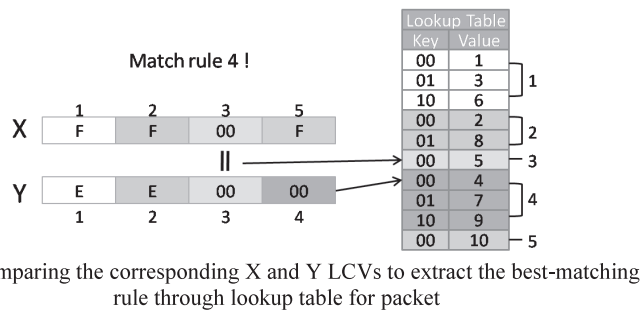 Lookup Table
Key Value
Match rule 4 !
00 1
01 3
10 6
1
00 2
01 8
2
00 5
3
00 4
01 7
10 9
4
00 10
5
1 2 3 5
X F F 00 F
||
Y E E 00 00
1 2 3 4
mparing the corresponding X and Y LCVs to extract the best-matching
rule through lookup table for packet